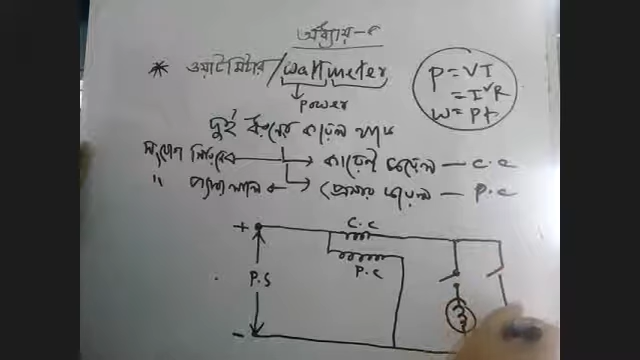 অধ্যায়-৫
* ওয়াটমিটার/Wattmeter
Power
P = VI
= I²R
W = Pt
দুই ধরনের কয়েল থাকে
সংযোগ সিরিজে — কারেন্ট কয়েল — C.C
" প্যারালালে — প্রেসার কয়েল — P.C
C.C
P.C
+
P.S
-